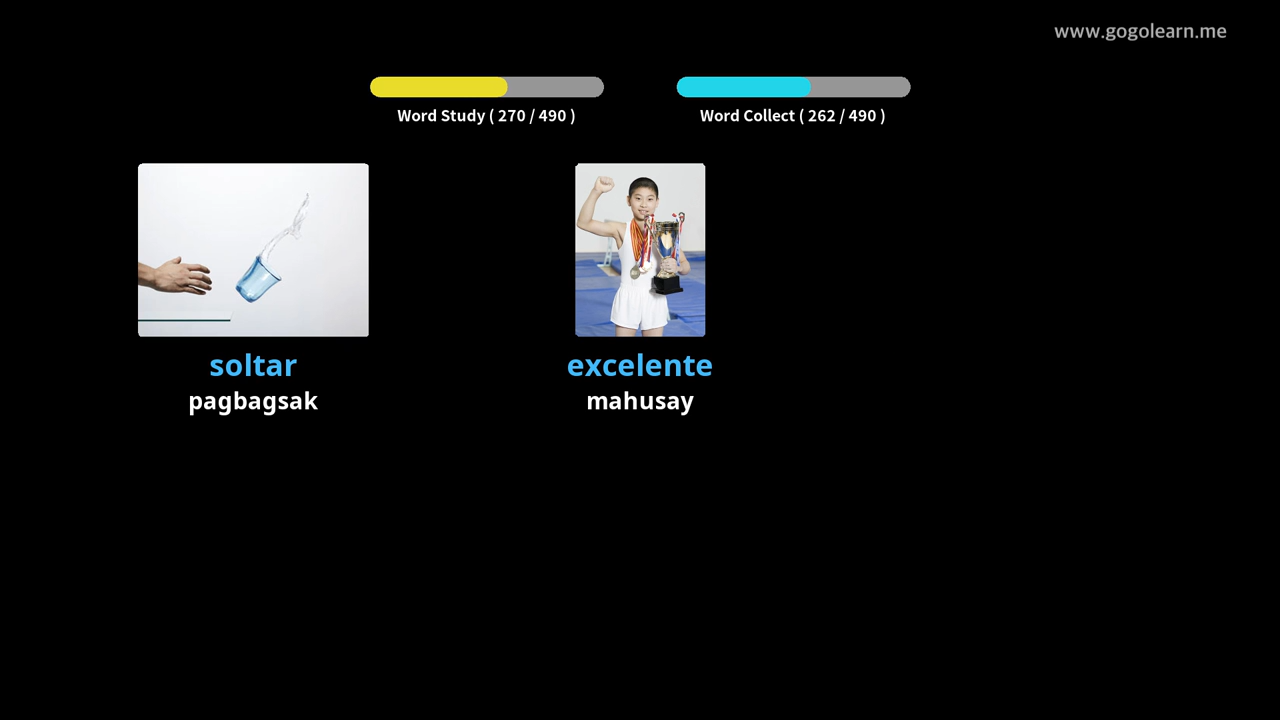 www.gogolearn.me
Word Study ( 270 / 490 )
Word Collect ( 262 / 490 )
soltar
pagbagsak
excelente
mahusay